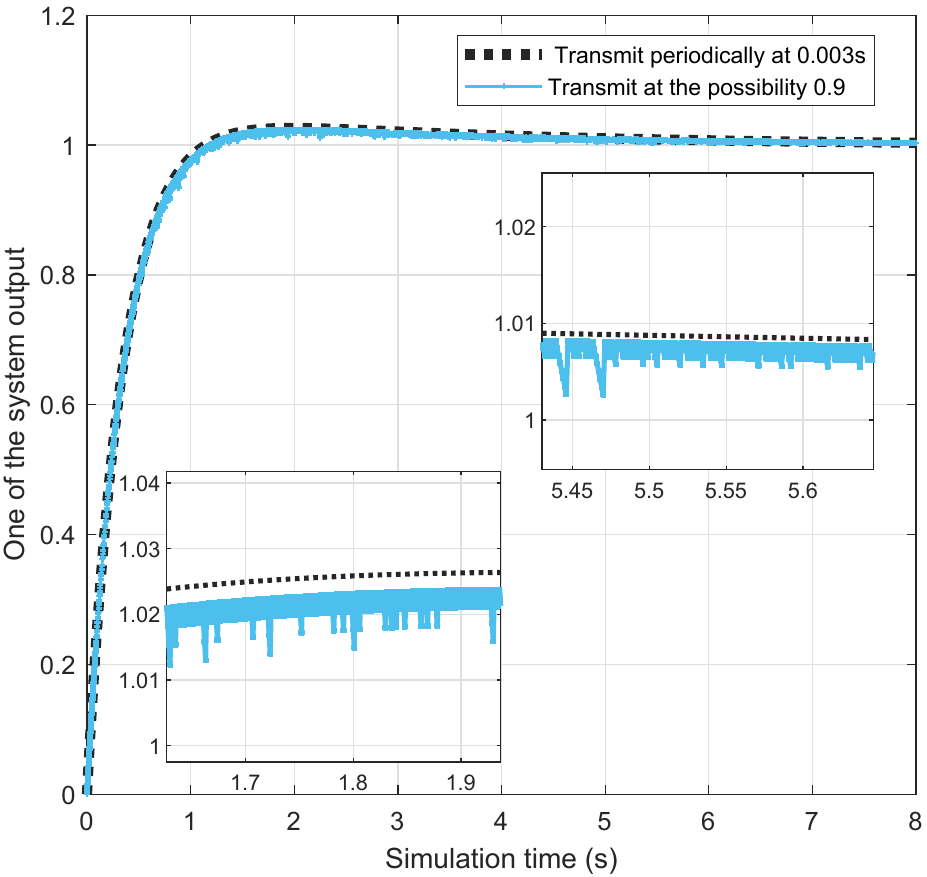 1.2
Transmit periodically at 0.003s
Transmit at the possibility 0.9
1
1.02
0.8
1.01
1
0.6
5.45 5.5 5.55 5.6
1.04
1.03
0.4
1.02
0.2
1.01
1
1.7 1.8 1.9
0
0 1 2 3 4 5 6 7 8
Simulation time (s)
One of the system output